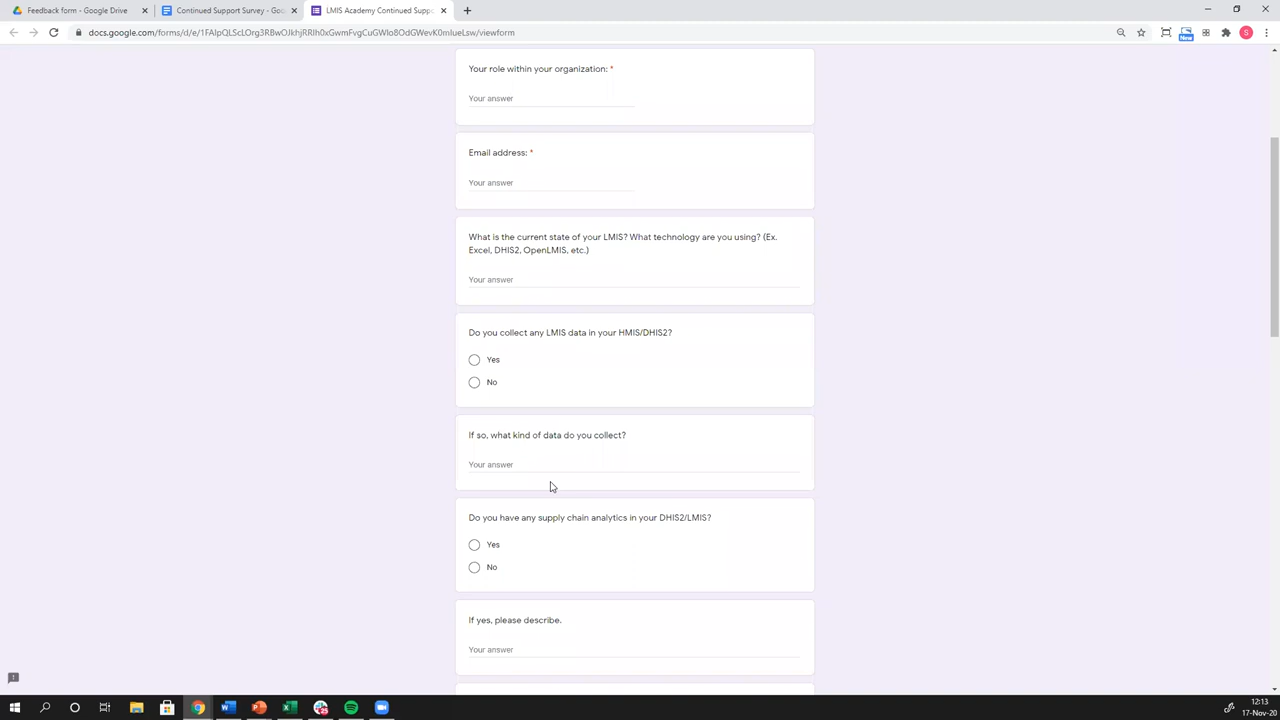 Feedback form - Google Drive
Continued Support Survey - Goo
LMIS Academy Continued Suppo
docs.google.com/forms/d/e/1FAIpQLScLOrg3RBwOJkhjRRIh0xGwmFvgCuGWIo8OdGWevK0mIueLsw/viewform
New
S
Your role within your organization: *
Your answer
Email address: *
Your answer
What is the current state of your LMIS? What technology are you using? (Ex.
Excel, DHIS2, OpenLMIS, etc.)
Your answer
Do you collect any LMIS data in your HMIS/DHIS2?
Yes
No
If so, what kind of data do you collect?
Your answer
Do you have any supply chain analytics in your DHIS2/LMIS?
Yes
No
If yes, please describe.
Your answer
12:13
17-Nov-20